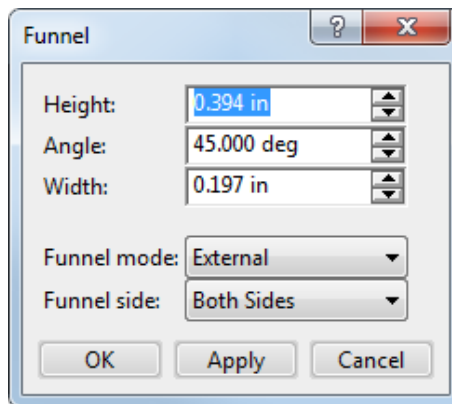 Funnel
Height: 0.394 in
Angle: 45.000 deg
Width: 0.197 in
Funnel mode: External
Funnel side: Both Sides
OK Apply Cancel